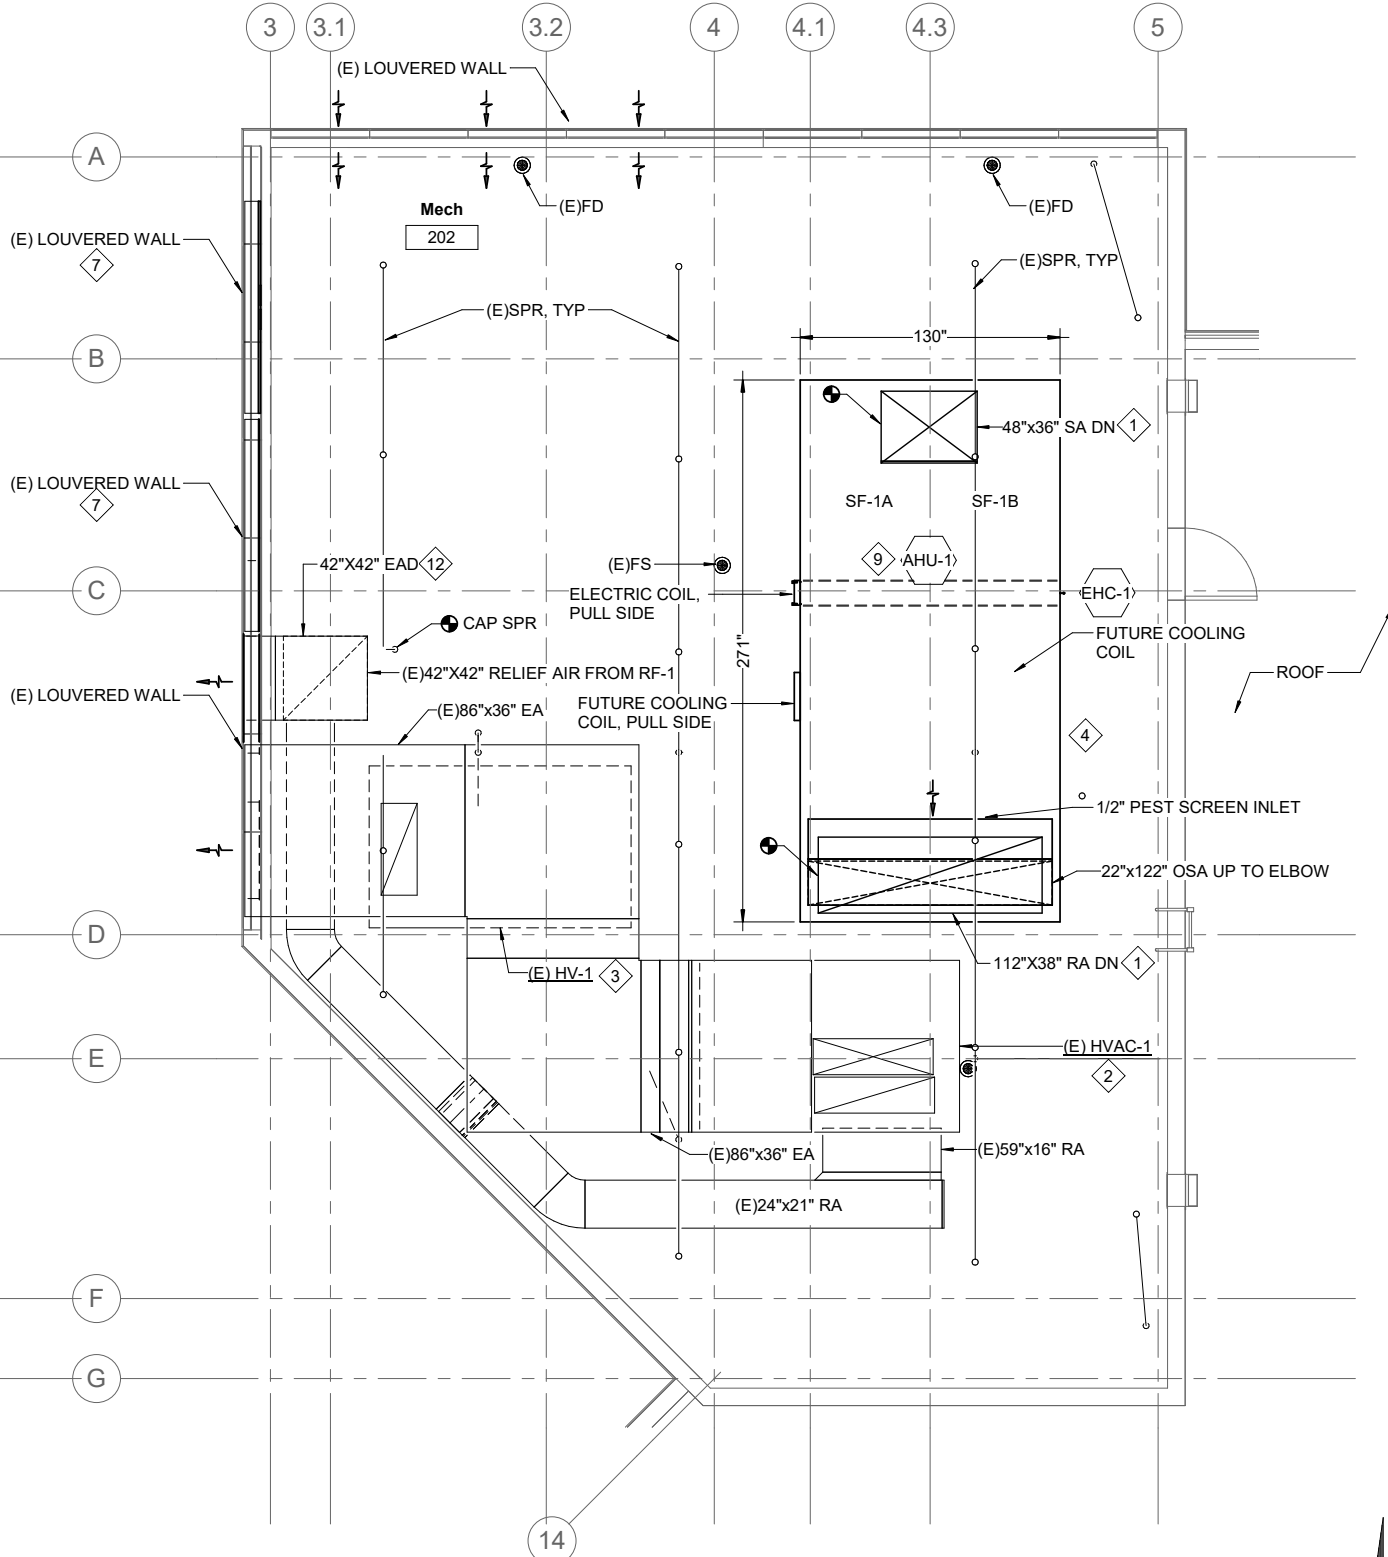 3
3.1
3.2
4
4.1
4.3
5
(E) LOUVERED WALL
A
(E)FD
(E)FD
Mech
202
(E) LOUVERED WALL
7
(E)SPR, TYP
(E)SPR, TYP
B
130"
48"x36" SA DN
1
(E) LOUVERED WALL
7
SF-1A
SF-1B
42"X42" EAD
12
(E)FS
9
AHU-1
C
ELECTRIC COIL,
PULL SIDE
EHC-1
CAP SPR
FUTURE COOLING
COIL
271"
(E)42"X42" RELIEF AIR FROM RF-1
ROOF
(E) LOUVERED WALL
FUTURE COOLING
COIL, PULL SIDE
(E)86"x36" EA
4
1/2" PEST SCREEN INLET
22"x122" OSA UP TO ELBOW
D
(E) HV-1
3
112"X38" RA DN
1
E
(E) HVAC-1
2
(E)86"x36" EA
(E)59"x16" RA
(E)24"x21" RA
F
G
14